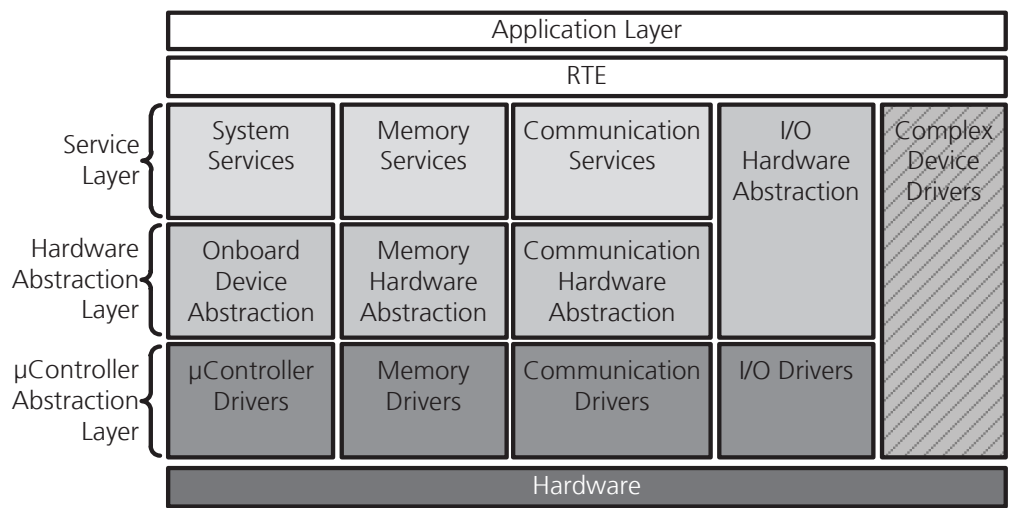 Application Layer
RTE
Service
Layer
System
Services
Memory
Services
Communication
Services
I/O
Hardware
Abstraction
Complex
Device
Drivers
Hardware
Abstraction
Layer
Onboard
Device
Abstraction
Memory
Hardware
Abstraction
Communication
Hardware
Abstraction
µController
Abstraction
Layer
µController
Drivers
Memory
Drivers
Communication
Drivers
I/O Drivers
Hardware